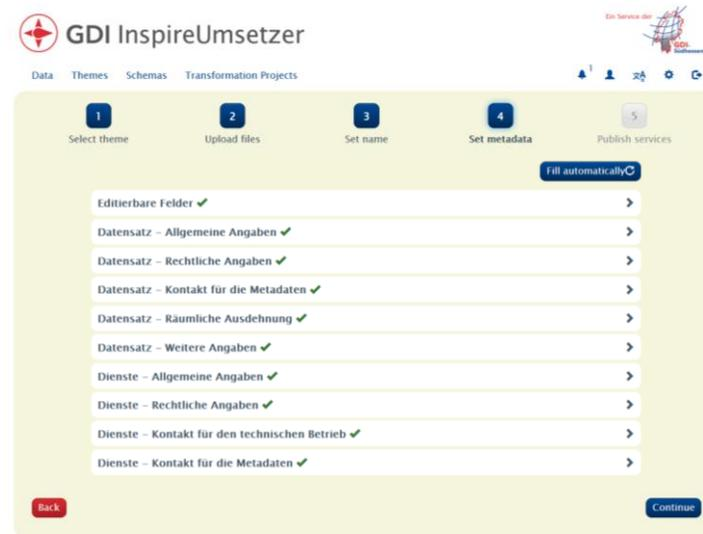 Ein Service der
GDI InspireUmsetzer
GDI-
Südhessen
Data Themes Schemas Transformation Projects
1
1 2 3 4 5
Select theme Upload files Set name Set metadata Publish services
Fill automatically
Editierbare Felder
Datensatz – Allgemeine Angaben
Datensatz – Rechtliche Angaben
Datensatz – Kontakt für die Metadaten
Datensatz – Räumliche Ausdehnung
Datensatz – Weitere Angaben
Dienste – Allgemeine Angaben
Dienste – Rechtliche Angaben
Dienste – Kontakt für den technischen Betrieb
Dienste – Kontakt für die Metadaten
Back Continue